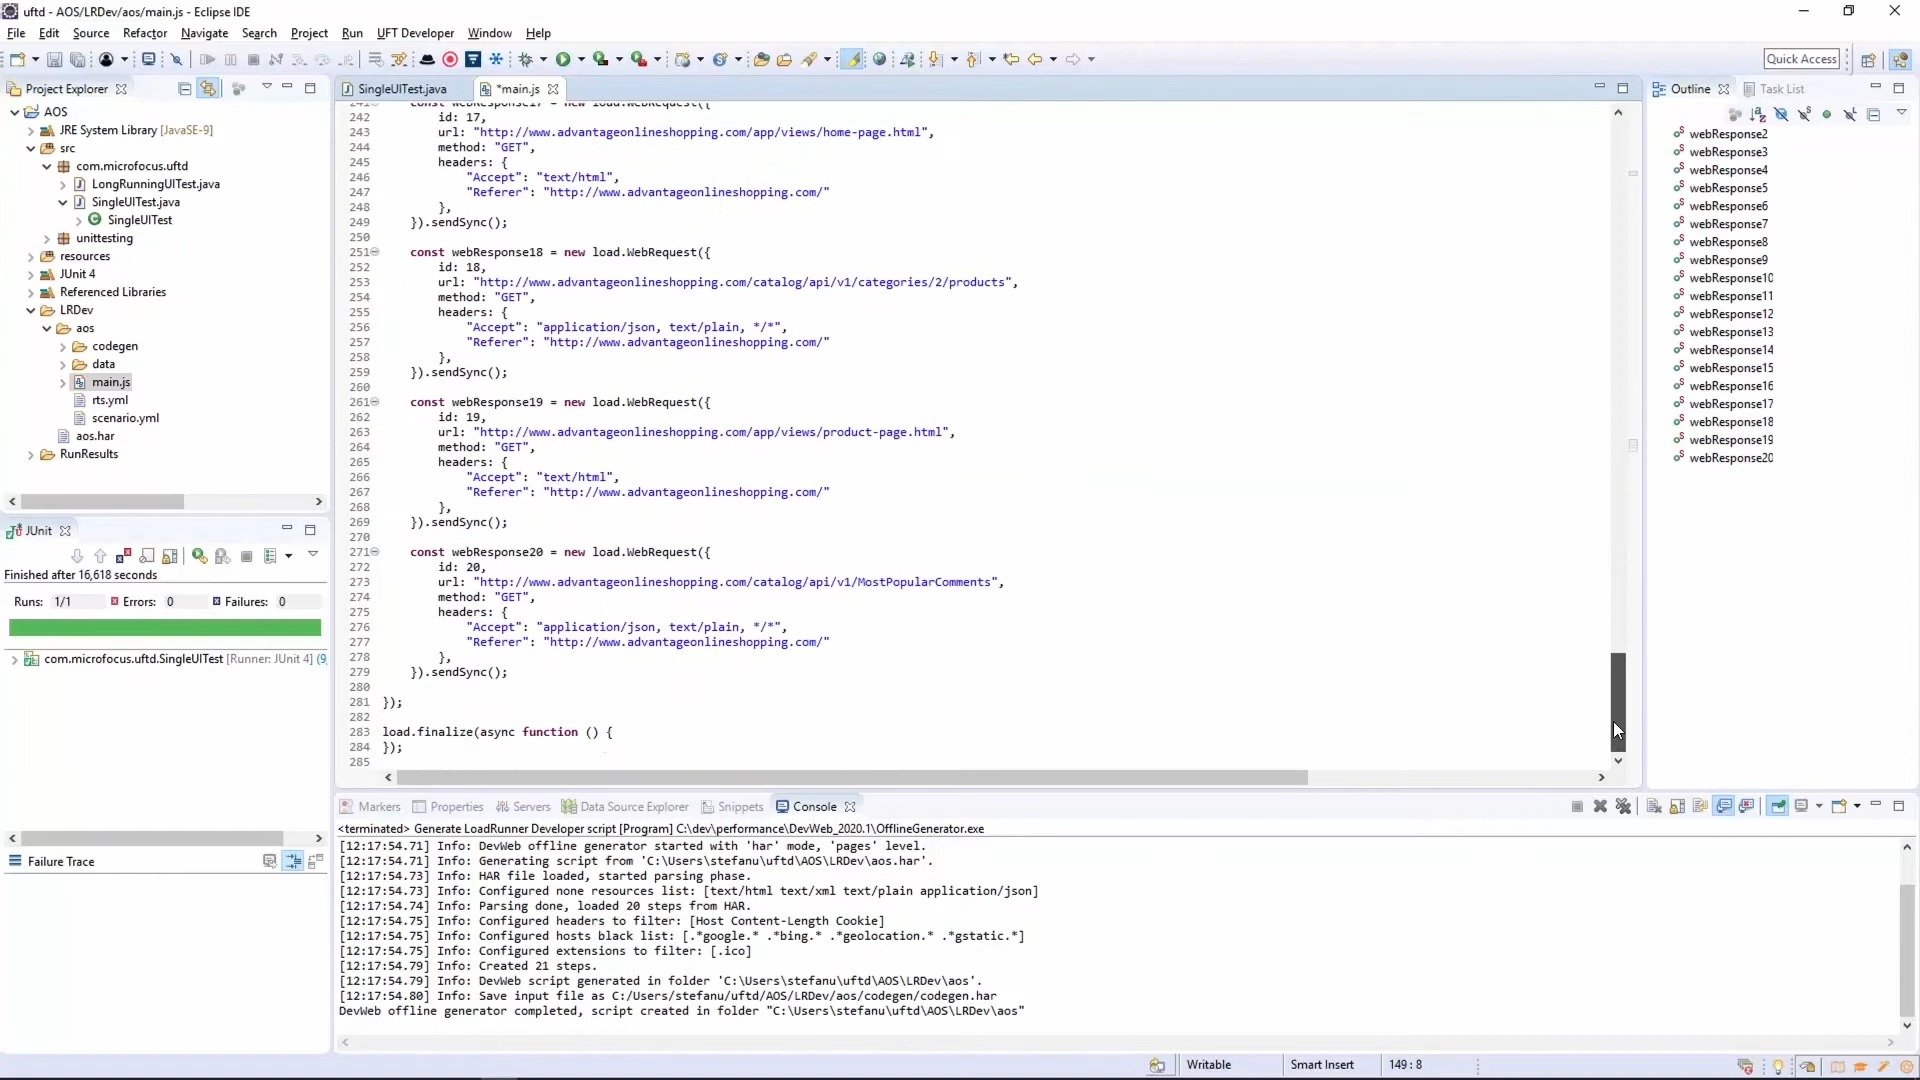 uftd - AOS/LRDev/aos/main.js - Eclipse IDE
File Edit Source Refactor Navigate Search Project Run UFT Developer Window Help
Quick Access
Project Explorer
AOS
JRE System Library [JavaSE-9]
src
com.microfocus.uftd
LongRunningUITest.java
SingleUITest.java
SingleUITest
unittesting
resources
JUnit 4
Referenced Libraries
LRDev
aos
codegen
data
main.js
rts.yml
scenario.yml
aos.har
RunResults
JUnit
Finished after 16,618 seconds
Runs: 1/1 Errors: 0 Failures: 0
com.microfocus.uftd.SingleUITest [Runner: JUnit 4] (9,
Failure Trace
SingleUITest.java *main.js
241 const webResponse17 = new load.WebRequest({
242 id: 17,
243 url: "http://www.advantageonlineshopping.com/app/views/home-page.html",
244 method: "GET",
245 headers: {
246 "Accept": "text/html",
247 "Referer": "http://www.advantageonlineshopping.com/"
248 },
249 }).sendSync();
250
251 const webResponse18 = new load.WebRequest({
252 id: 18,
253 url: "http://www.advantageonlineshopping.com/catalog/api/v1/categories/2/products",
254 method: "GET",
255 headers: {
256 "Accept": "application/json, text/plain, */*",
257 "Referer": "http://www.advantageonlineshopping.com/"
258 },
259 }).sendSync();
260
261 const webResponse19 = new load.WebRequest({
262 id: 19,
263 url: "http://www.advantageonlineshopping.com/app/views/product-page.html",
264 method: "GET",
265 headers: {
266 "Accept": "text/html",
267 "Referer": "http://www.advantageonlineshopping.com/"
268 },
269 }).sendSync();
270
271 const webResponse20 = new load.WebRequest({
272 id: 20,
273 url: "http://www.advantageonlineshopping.com/catalog/api/v1/MostPopularComments",
274 method: "GET",
275 headers: {
276 "Accept": "application/json, text/plain, */*",
277 "Referer": "http://www.advantageonlineshopping.com/"
278 },
279 }).sendSync();
280
281 });
282
283 load.finalize(async function () {
284 });
285
Outline Task List
webResponse2
webResponse3
webResponse4
webResponse5
webResponse6
webResponse7
webResponse8
webResponse9
webResponse10
webResponse11
webResponse12
webResponse13
webResponse14
webResponse15
webResponse16
webResponse17
webResponse18
webResponse19
webResponse20
Markers Properties Servers Data Source Explorer Snippets Console
<terminated> Generate LoadRunner Developer script [Program] C:\dev\performance\DevWeb_2020.1\OfflineGenerator.exe
[12:17:54.71] Info: DevWeb offline generator started with 'har' mode, 'pages' level.
[12:17:54.71] Info: Generating script from 'C:\Users\stefanu\uftd\AOS\LRDev\aos.har'.
[12:17:54.73] Info: HAR file loaded, started parsing phase.
[12:17:54.73] Info: Configured none resources list: [text/html text/xml text/plain application/json]
[12:17:54.74] Info: Parsing done, loaded 20 steps from HAR.
[12:17:54.75] Info: Configured headers to filter: [Host Content-Length Cookie]
[12:17:54.75] Info: Configured hosts black list: [.*google.* .*bing.* .*geolocation.* .*gstatic.*]
[12:17:54.75] Info: Configured extensions to filter: [.ico]
[12:17:54.79] Info: Created 21 steps.
[12:17:54.79] Info: DevWeb script generated in folder 'C:\Users\stefanu\uftd\AOS\LRDev\aos'.
[12:17:54.80] Info: Save input file as C:/Users/stefanu/uftd/AOS/LRDev/aos/codegen/codegen.har
DevWeb offline generator completed, script created in folder "C:\Users\stefanu\uftd\AOS\LRDev\aos"
Writable Smart Insert 149 : 8